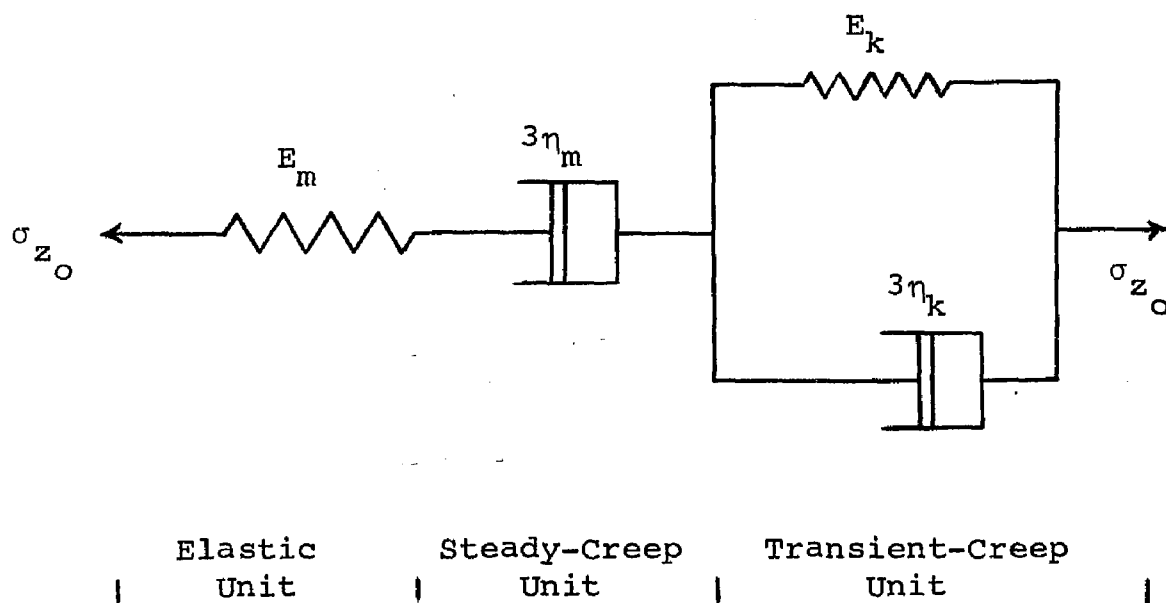 E_k
3η_m
E_m
σ_z_o
σ_z_o
3η_k
Elastic Steady-Creep Transient-Creep
Unit Unit Unit